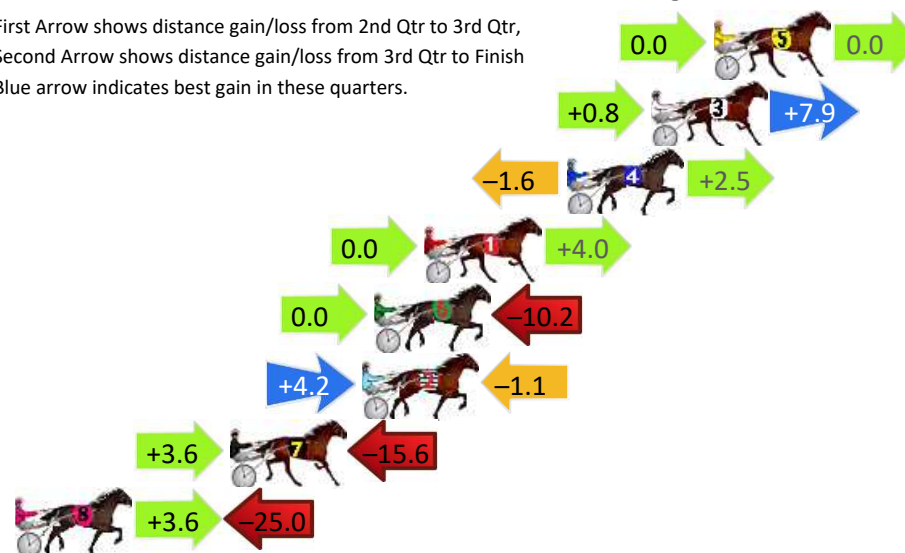 First Arrow shows distance gain/loss from 2nd Qtr to 3rd Qtr,
Second Arrow shows distance gain/loss from 3rd Qtr to Finish
Blue arrow indicates best gain in these quarters.
0.0 5 0.0
+0.8 3 +7.9
–1.6 4 +2.5
0.0 1 +4.0
0.0 6 –10.2
+4.2 2 –1.1
+3.6 7 –15.6
8 +3.6 –25.0